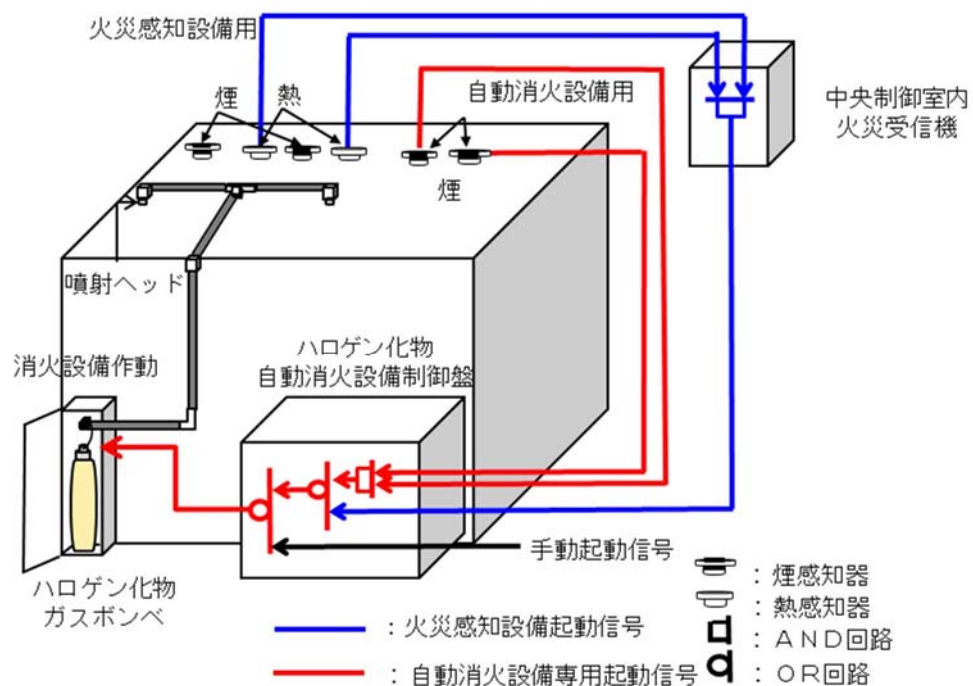 火災感知設備用
煙
熱
自動消火設備用
中央制御室内
火災受信機
煙
噴射ヘッド
消火設備作動
ハロゲン化物
自動消火設備制御盤
手動起動信号
ハロゲン化物
ガスボンベ
：煙感知器
：熱感知器
：火災感知設備起動信号
：ＡＮＤ回路
：自動消火設備専用起動信号
：ＯＲ回路